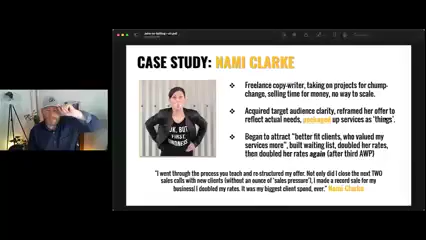 CASE STUDY: NAMI CLARKE
❖ Freelance copy-writer, taking on projects for chump-
change, selling time for money, no way to scale.
❖ Acquired target audience clarity, reframed her offer to
reflect actual needs, packaged up services as 'things'.
❖ Began to attract "better fit clients, who valued my
services more", built waiting list, doubled her rates,
then doubled her rates again (after third AWP)
OK, BUT
FIRST,
"I went through the process you teach and re-structured my offer. Not only did I close the next TWO
sales calls with new clients (without an ounce of 'sales pressure'), I made a record sale for my
business! I doubled my rates. It was my biggest client spend, ever." Nami Clarke